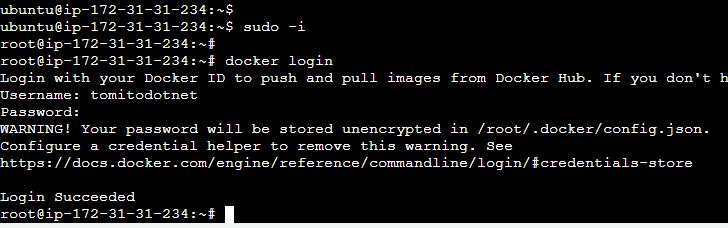 ubuntu@ip-172-31-31-234:~$
ubuntu@ip-172-31-31-234:~$ sudo -i
root@ip-172-31-31-234:~#
root@ip-172-31-31-234:~# docker login
Login with your Docker ID to push and pull images from Docker Hub. If you don't h
Username: tomitodotnet
Password:
WARNING! Your password will be stored unencrypted in /root/.docker/config.json.
Configure a credential helper to remove this warning. See
https://docs.docker.com/engine/reference/commandline/login/#credentials-store
Login Succeeded
root@ip-172-31-31-234:~#